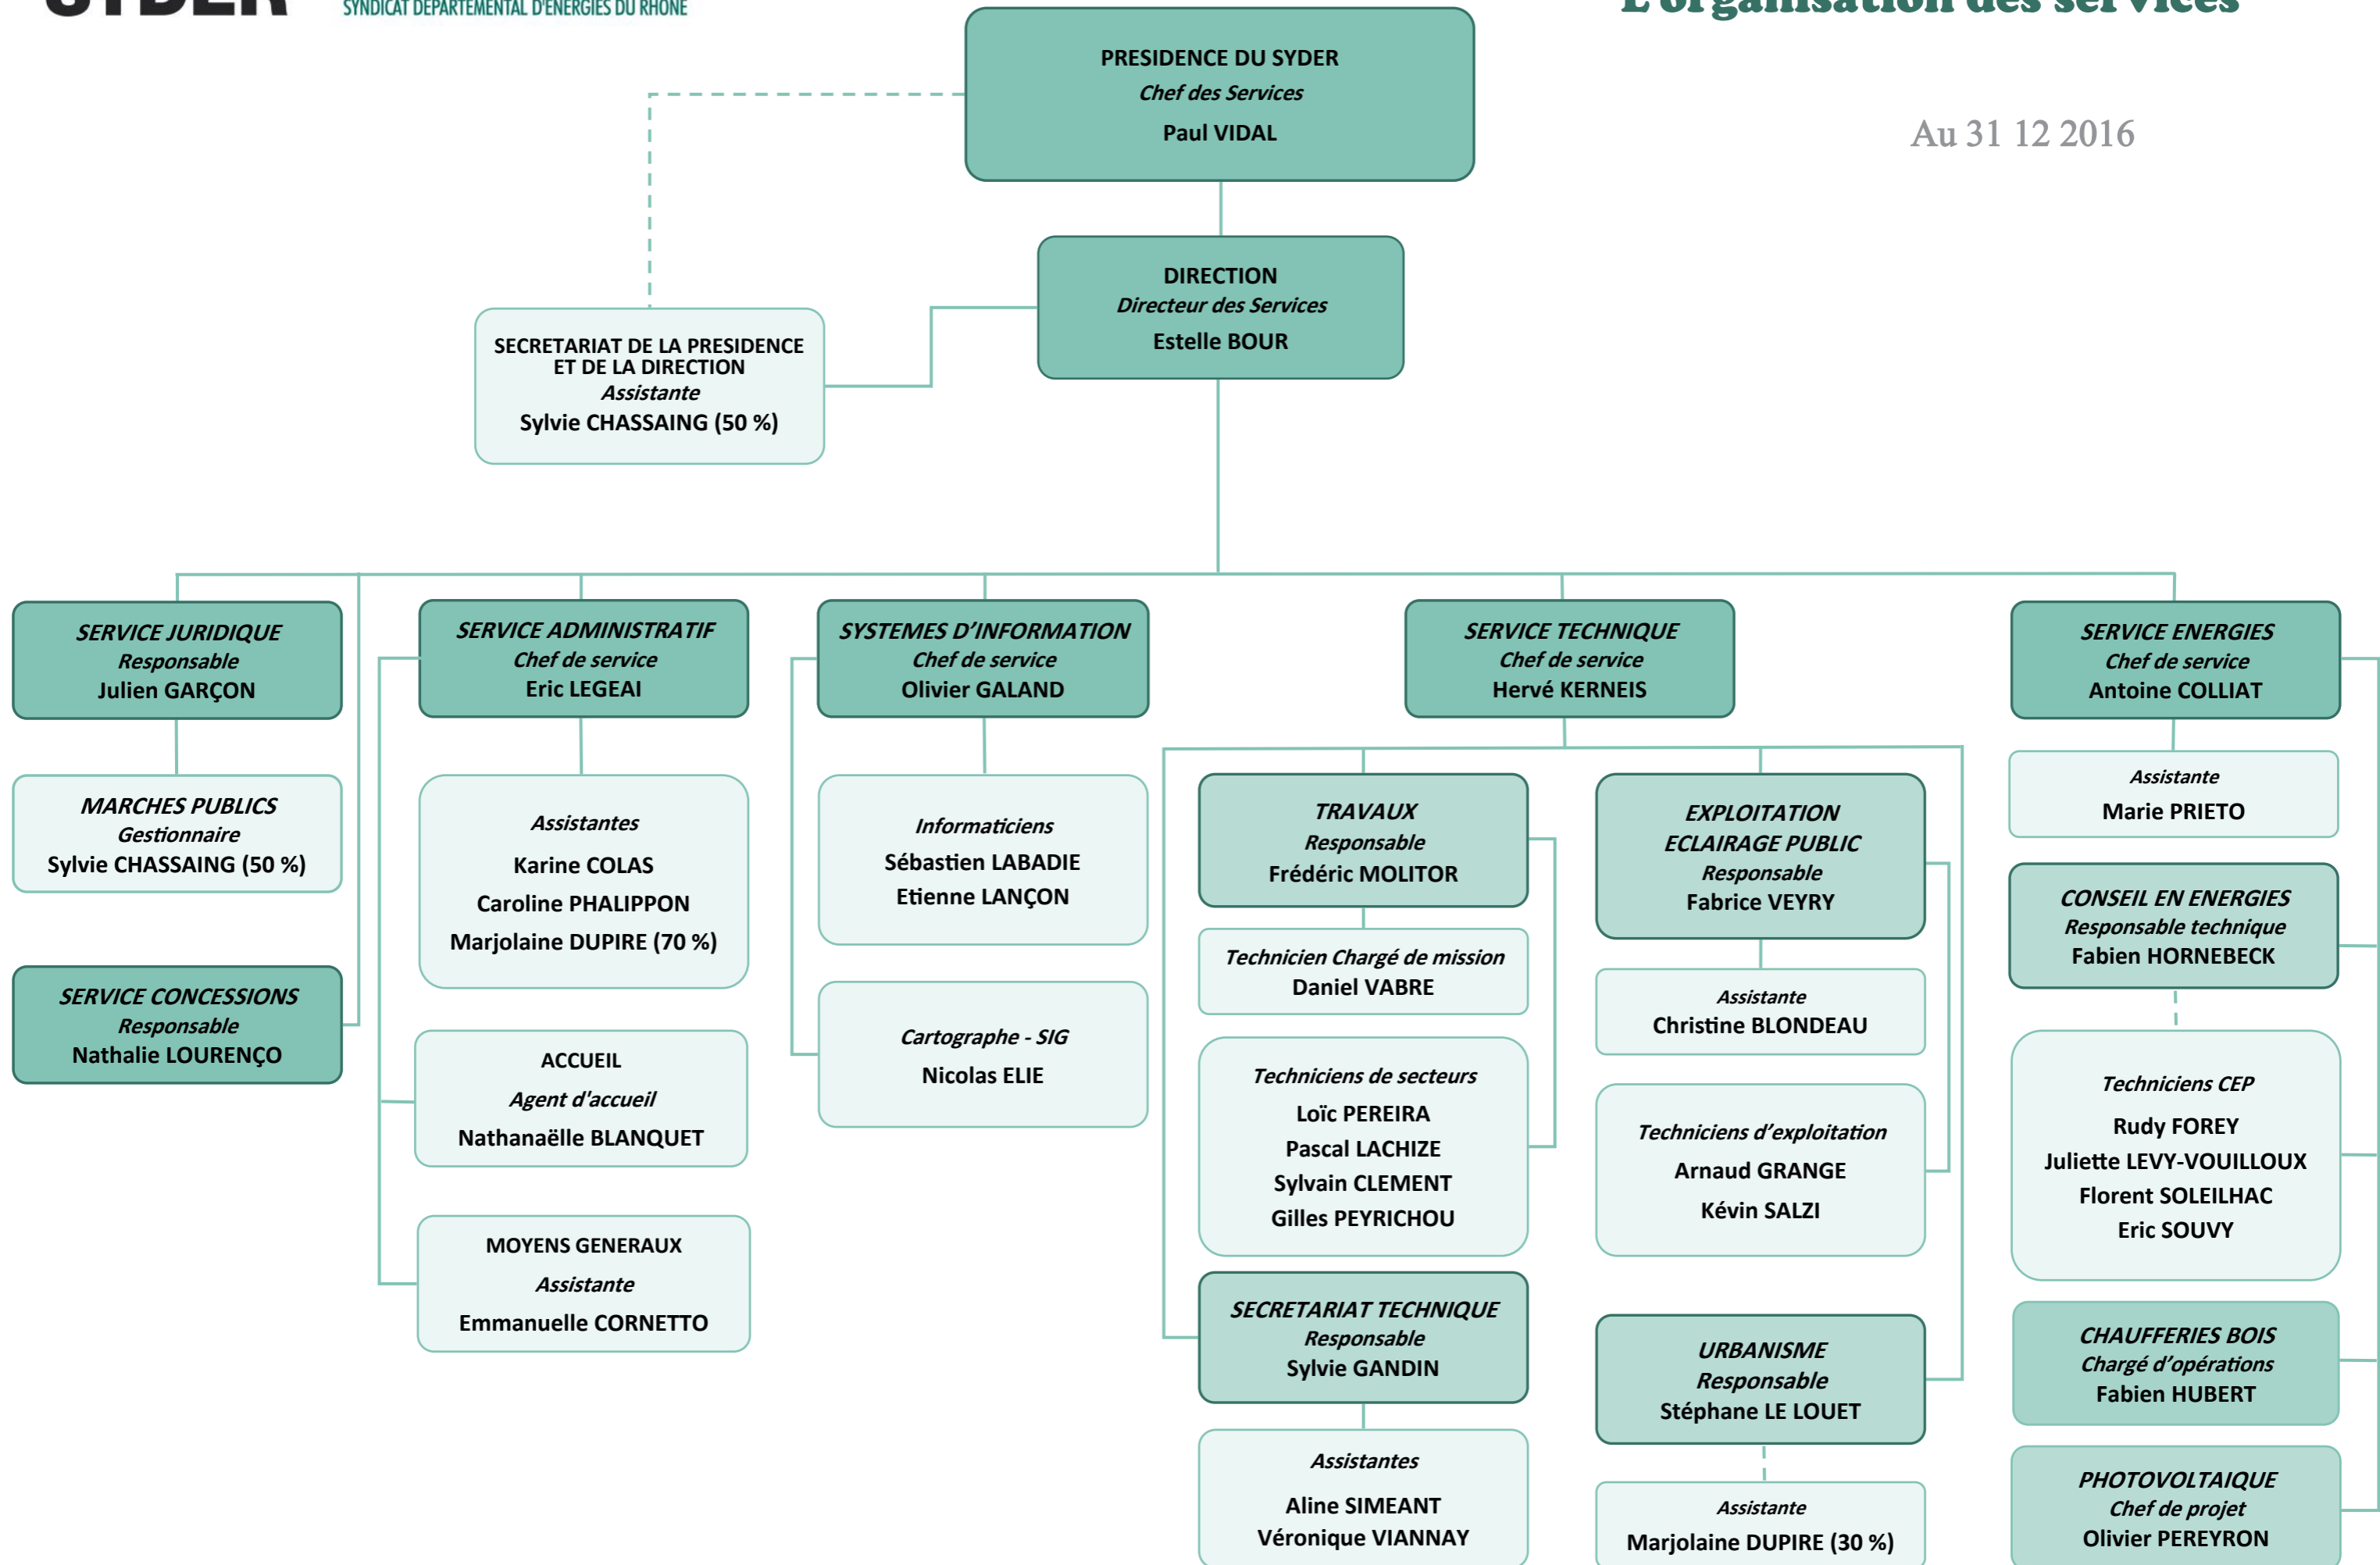 SYDER
SYNDICAT DÉPARTEMENTAL D'ÉNERGIES DU RHÔNE
L'organisation des services
Au 31 12 2016
PRESIDENCE DU SYDER
Chef des Services
Paul VIDAL
DIRECTION
Directeur des Services
Estelle BOUR
SECRETARIAT DE LA PRESIDENCE
ET DE LA DIRECTION
Assistante
Sylvie CHASSAING (50 %)
SERVICE JURIDIQUE
Responsable
Julien GARÇON
MARCHES PUBLICS
Gestionnaire
Sylvie CHASSAING (50 %)
SERVICE CONCESSIONS
Responsable
Nathalie LOURENÇO
SERVICE ADMINISTRATIF
Chef de service
Eric LEGEAI
Assistantes
Karine COLAS
Caroline PHALIPPON
Marjolaine DUPIRE (70 %)
ACCUEIL
Agent d'accueil
Nathanaëlle BLANQUET
MOYENS GENERAUX
Assistante
Emmanuelle CORNETTO
SYSTEMES D’INFORMATION
Chef de service
Olivier GALAND
Informaticiens
Sébastien LABADIE
Etienne LANÇON
Cartographe - SIG
Nicolas ELIE
SERVICE TECHNIQUE
Chef de service
Hervé KERNEIS
TRAVAUX
Responsable
Frédéric MOLITOR
Technicien Chargé de mission
Daniel VABRE
Techniciens de secteurs
Loïc PEREIRA
Pascal LACHIZE
Sylvain CLEMENT
Gilles PEYRICHOU
SECRETARIAT TECHNIQUE
Responsable
Sylvie GANDIN
Assistantes
Aline SIMEANT
Véronique VIANNAY
EXPLOITATION
ECLAIRAGE PUBLIC
Responsable
Fabrice VEYRY
Assistante
Christine BLONDEAU
Techniciens d’exploitation
Arnaud GRANGE
Kévin SALZI
URBANISME
Responsable
Stéphane LE LOUET
Assistante
Marjolaine DUPIRE (30 %)
SERVICE ENERGIES
Chef de service
Antoine COLLIAT
Assistante
Marie PRIETO
CONSEIL EN ENERGIES
Responsable technique
Fabien HORNEBECK
Techniciens CEP
Rudy FOREY
Juliette LEVY-VOUILLOUX
Florent SOLEILHAC
Eric SOUVY
CHAUFFERIES BOIS
Chargé d’opérations
Fabien HUBERT
PHOTOVOLTAIQUE
Chef de projet
Olivier PEREYRON